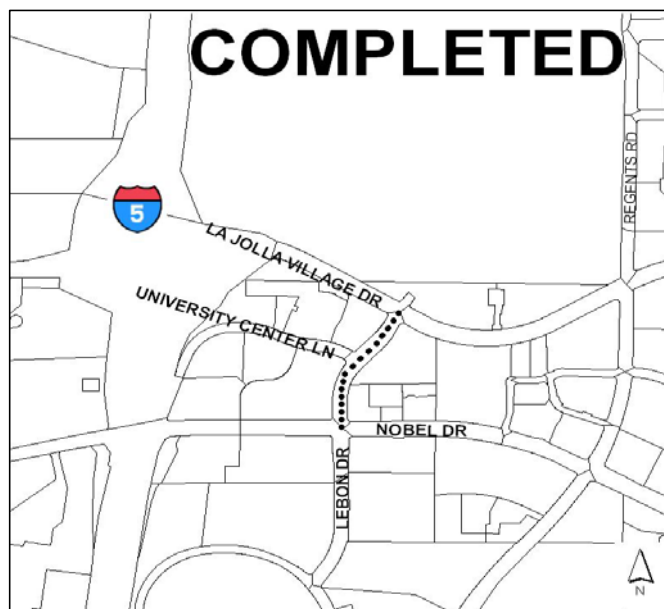 COMPLETED
REGENTS RD
5
LA JOLLA VILLAGE DR
UNIVERSITY CENTER LN
NOBEL DR
LEBON DR
N